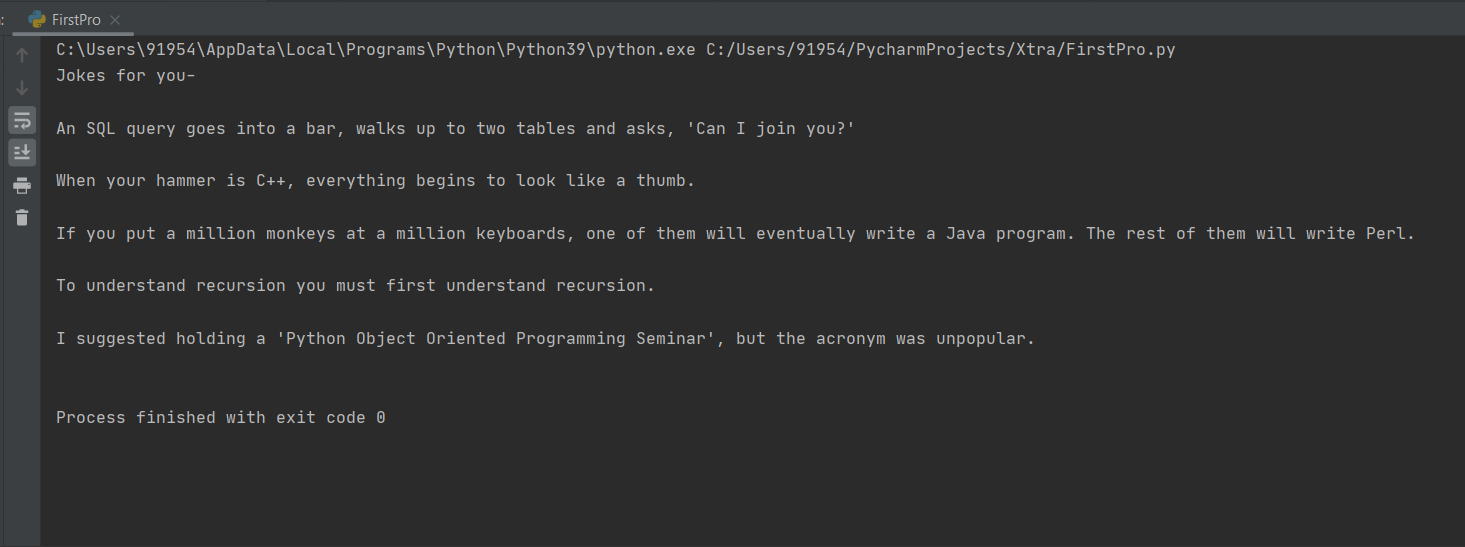 FirstPro
C:\Users\91954\AppData\Local\Programs\Python\Python39\python.exe C:/Users/91954/PycharmProjects/Xtra/FirstPro.py
Jokes for you-
An SQL query goes into a bar, walks up to two tables and asks, 'Can I join you?'
When your hammer is C++, everything begins to look like a thumb.
If you put a million monkeys at a million keyboards, one of them will eventually write a Java program. The rest of them will write Perl.
To understand recursion you must first understand recursion.
I suggested holding a 'Python Object Oriented Programming Seminar', but the acronym was unpopular.
Process finished with exit code 0